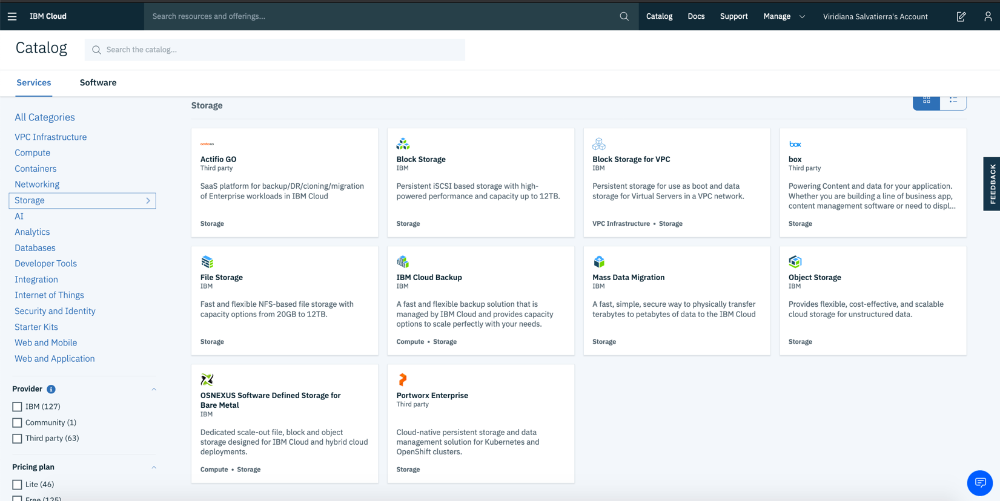 IBM Cloud
Search resources and offerings...
Catalog
Docs
Support
Manage
Viridiana Salvatierra's Account
Catalog
Search the catalog...
Services
Software
All Categories
VPC Infrastructure
Compute
Containers
Networking
Storage
AI
Analytics
Databases
Developer Tools
Integration
Internet of Things
Security and Identity
Starter Kits
Web and Mobile
Web and Application
Provider
IBM (127)
Community (1)
Third party (63)
Pricing plan
Lite (46)
Free (125)
Storage
actifio GO
Actifio GO
Third party
SaaS platform for backup/DR/cloning/migration
of Enterprise workloads in IBM Cloud
Storage
Block Storage
IBM
Persistent iSCSI based storage with high-
powered performance and capacity up to 12TB.
Storage
Block Storage for VPC
IBM
Persistent storage for use as boot and data
storage for Virtual Servers in a VPC network.
VPC Infrastructure • Storage
box
box
Third party
Powering Content and data for your application.
Whether you are building a line of business app,
content management software or need to displ...
Storage
File Storage
IBM
Fast and flexible NFS-based file storage with
capacity options from 20GB to 12TB.
Storage
IBM Cloud Backup
IBM
A fast and flexible backup solution that is
managed by IBM Cloud and provides capacity
options to scale perfectly with your needs.
Compute • Storage
Mass Data Migration
IBM
A fast, simple, secure way to physically transfer
terabytes to petabytes of data to the IBM Cloud
Storage
Object Storage
IBM
Provides flexible, cost-effective, and scalable
cloud storage for unstructured data.
Storage
OSNEXUS Software Defined Storage for
Bare Metal
IBM
Dedicated scale-out file, block and object
storage designed for IBM Cloud and hybrid cloud
deployments.
Compute • Storage
Portworx Enterprise
Third party
Cloud-native persistent storage and data
management solution for Kubernetes and
OpenShift clusters.
Storage
FEEDBACK